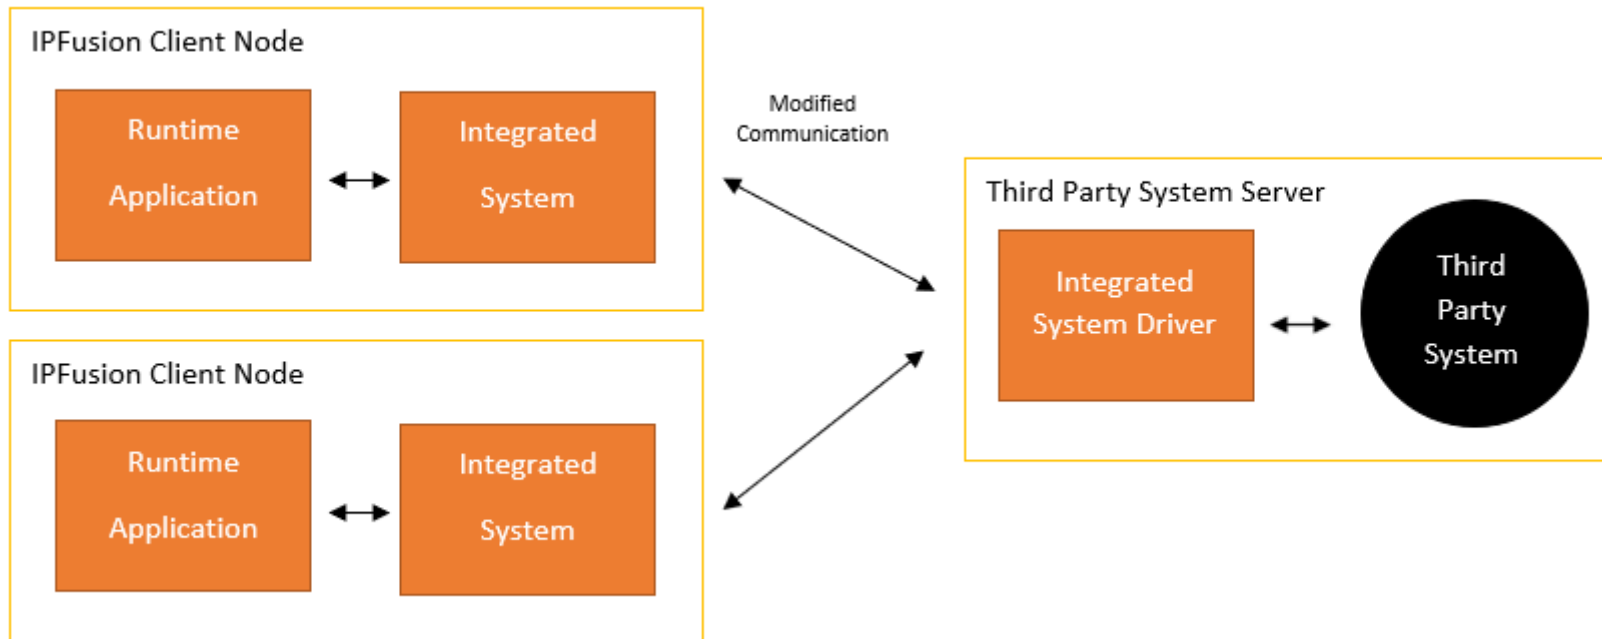 IPFusion Client Node
Runtime
Application
Integrated
System
Modified
Communication
IPFusion Client Node
Runtime
Application
Integrated
System
Third Party System Server
Integrated
System Driver
Third
Party
System